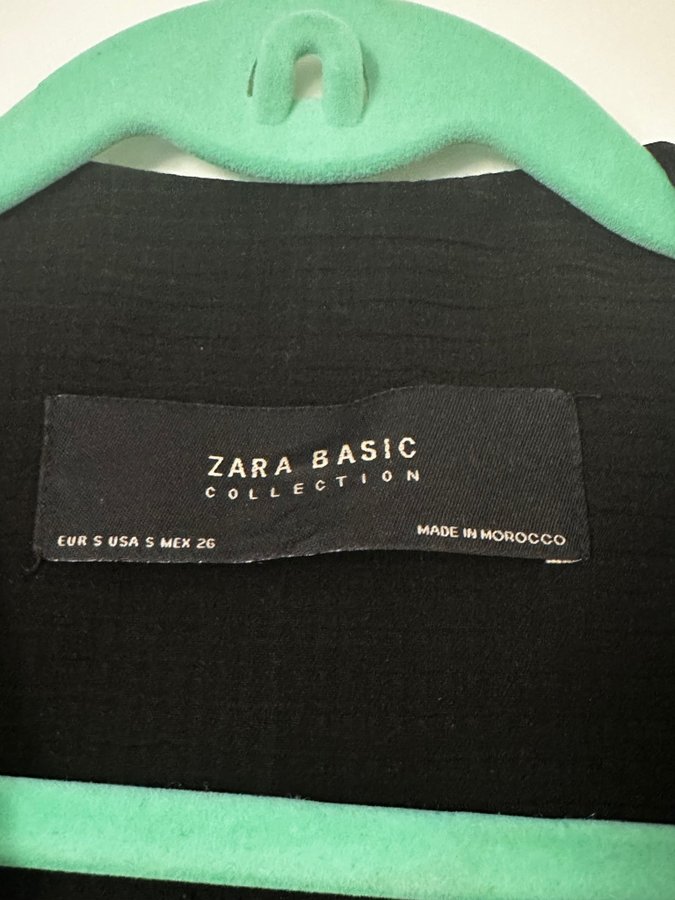 ZARA BASIC
COLLECTION
EUR S USA S MEX 26
MADE IN MOROCCO